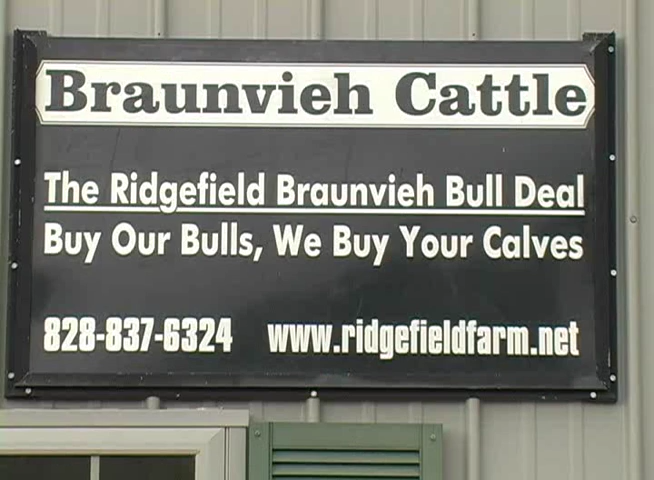 Braunvieh Cattle
The Ridgefield Braunvieh Bull Deal
Buy Our Bulls, We Buy Your Calves
828-837-6324 www.ridgefieldfarm.net